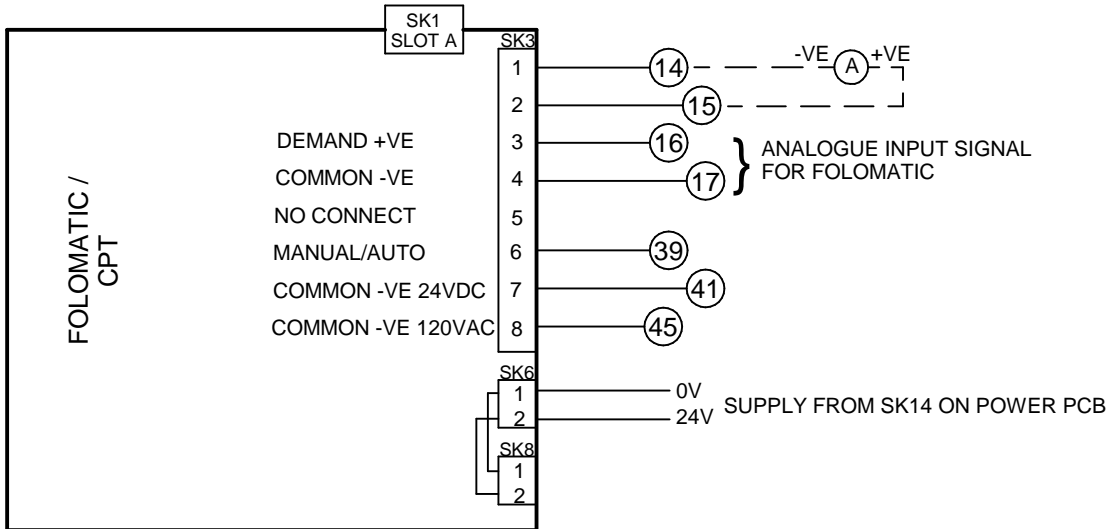 SK1
SLOT A
SK3
1
14
-VE
A
+VE
2
15
DEMAND +VE
3
16
ANALOGUE INPUT SIGNAL
FOR FOLOMATIC
COMMON -VE
4
17
NO CONNECT
5
MANUAL/AUTO
6
39
COMMON -VE 24VDC
7
41
COMMON -VE 120VAC
8
45
FOLOMATIC /
CPT
SK6
1
0V
2
24V
SUPPLY FROM SK14 ON POWER PCB
SK8
1
2